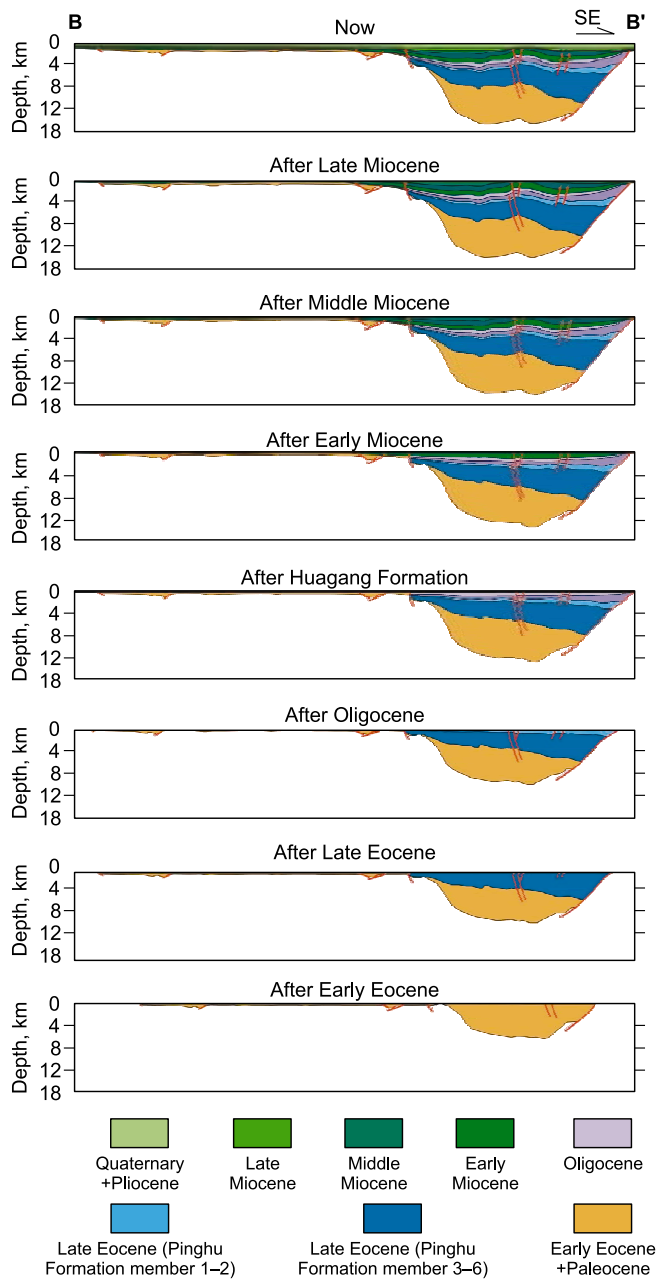 B
SE
B'
Now
Depth, km
0
4
8
12
18
After Late Miocene
Depth, km
0
4
8
12
18
After Middle Miocene
Depth, km
0
4
8
12
18
After Early Miocene
Depth, km
0
4
8
12
18
After Huagang Formation
Depth, km
0
4
8
12
18
After Oligocene
Depth, km
0
4
8
12
18
After Late Eocene
Depth, km
0
4
8
12
18
After Early Eocene
Depth, km
0
4
8
12
18
Quaternary
+Pliocene
Late
Miocene
Middle
Miocene
Early
Miocene
Oligocene
Late Eocene (Pinghu
Formation member 1–2)
Late Eocene (Pinghu
Formation member 3–6)
Early Eocene
+Paleocene